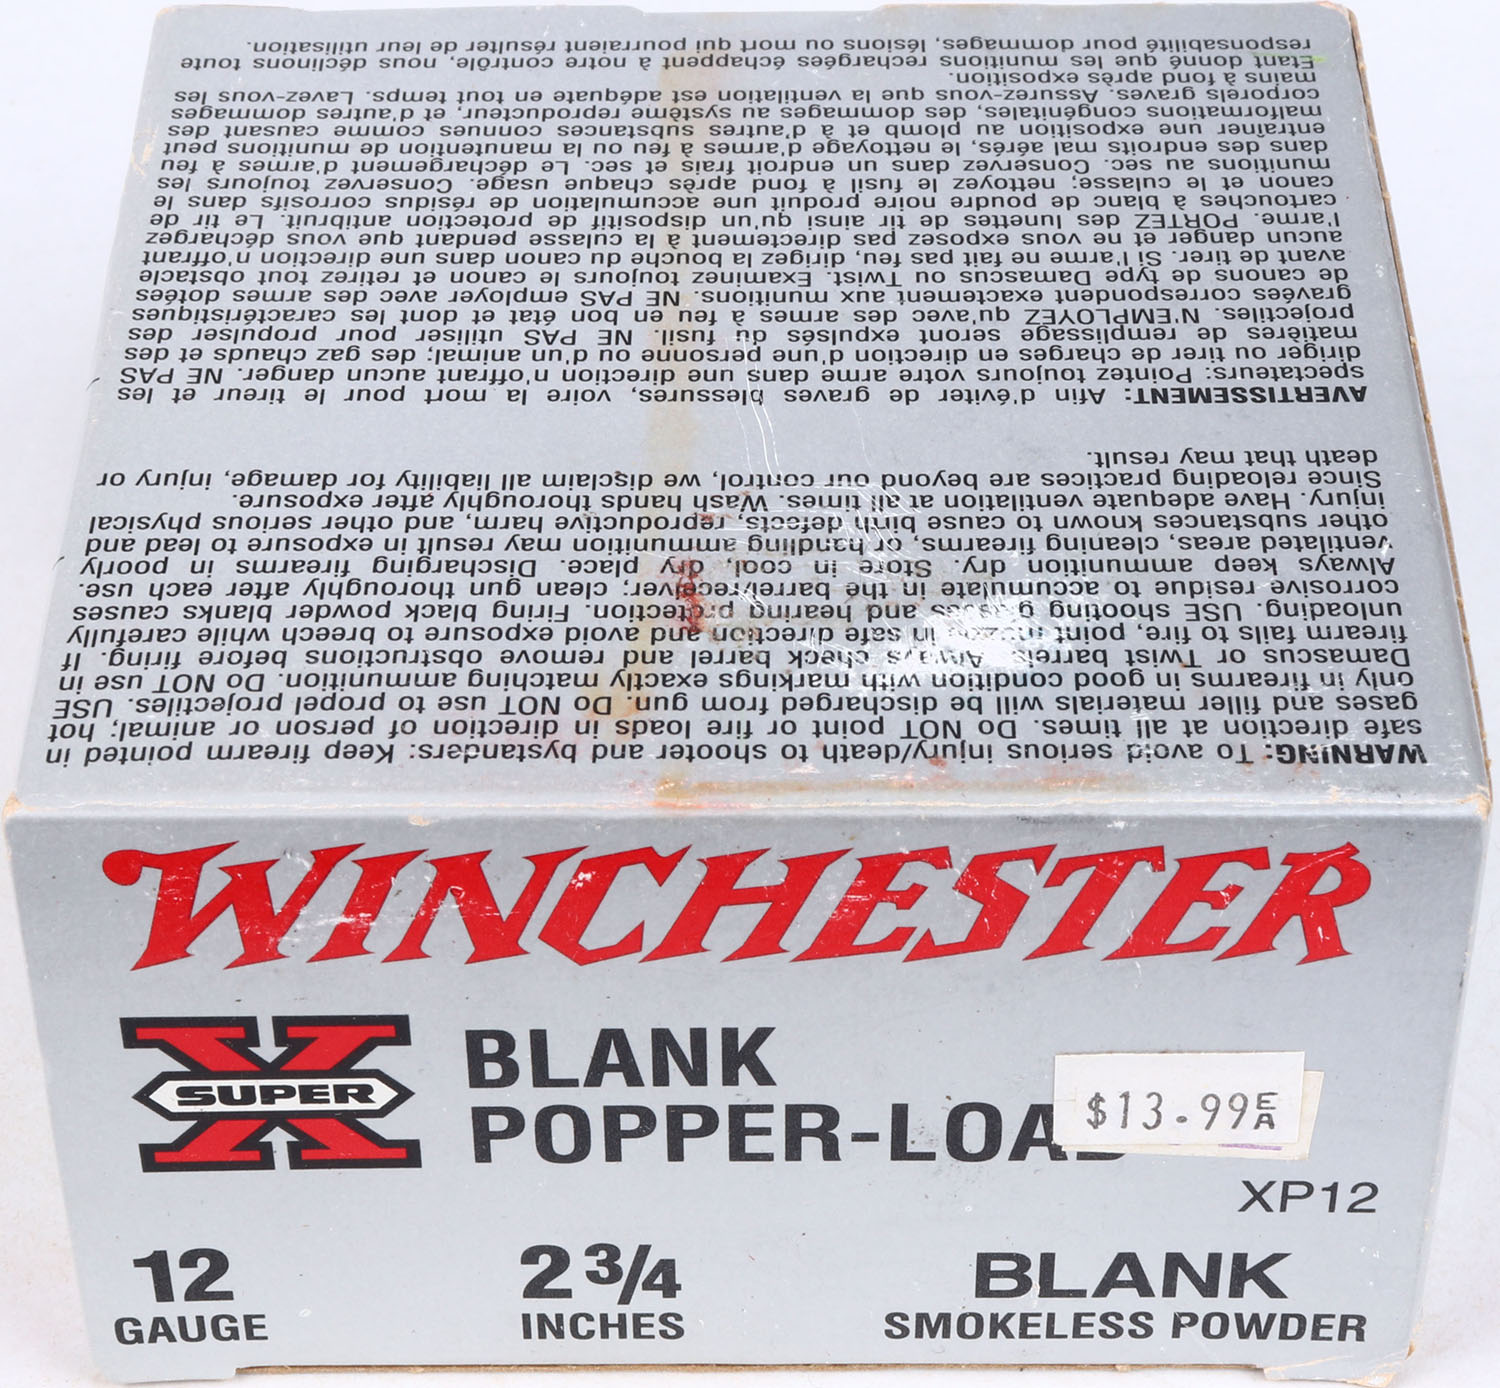 WARNING: To avoid serious injury/death to shooter and bystanders: Keep firearm pointed in
safe direction at all times. Do NOT point or fire loads in direction of person or animal; hot
gases and filler materials will be discharged from gun. Do NOT use to propel projectiles. USE
only in firearms in good condition with markings exactly matching ammunition. Do NOT use in
Damascus or Twist barrels. Always check barrel and remove obstructions before firing. If
firearm fails to fire, point muzzle in safe direction and avoid exposure to breech while carefully
unloading. USE shooting glasses and hearing protection. Firing black powder blanks causes
corrosive residue to accumulate in the barrel/receiver; clean gun thoroughly after each use.
Always keep ammunition dry. Store in cool, dry place. Discharging firearms in poorly
ventilated areas, cleaning firearms, or handling ammunition may result in exposure to lead and
other substances known to cause birth defects, reproductive harm, and other serious physical
injury. Have adequate ventilation at all times. Wash hands thoroughly after exposure.
Since reloading practices are beyond our control, we disclaim all liability for damage, injury or
death that may result.
AVERTISSEMENT: Afin d'éviter de graves blessures, voire la mort pour le tireur et les
spectateurs: Pointez toujours votre arme dans une direction n'offrant aucun danger. NE PAS
diriger ou tirer de charges en direction d'une personne ou d'un animal; des gaz chauds et des
matières de remplissage seront expulsés du fusil. NE PAS utiliser pour propulser des
projectiles. N'EMPLOYEZ qu'avec des armes à feu en bon état et dont les caractéristiques
gravées correspondent exactement aux munitions. NE PAS employer avec des armes dotées
de canons de type Damascus ou Twist. Examinez toujours le canon et retirez tout obstacle
avant de tirer. Si l'arme ne fait pas feu, dirigez la bouche du canon dans une direction n'offrant
aucun danger et ne vous exposez pas directement à la culasse pendant que vous déchargez
l'arme. PORTEZ des lunettes de tir ainsi qu'un dispositif de protection antibruit. Le tir de
cartouches à blanc de poudre noire produit une accumulation de résidus corrosifs dans le
canon et le culasse; nettoyez le fusil à fond après chaque usage. Conservez toujours les
munitions au sec. Conservez dans un endroit frais et sec. Le déchargement d'armes à feu
dans des endroits mal aérés, le nettoyage d'armes à feu ou la manutention de munitions peut
entraîner une exposition au plomb et à d'autres substances connues comme causant des
malformations congénitales, des dommages au système reproducteur, et d'autres dommages
corporels graves. Assurez-vous que la ventilation est adéquate en tout temps. Lavez-vous les
mains à fond après exposition.
Etant donné que les munitions rechargées échappent à notre contrôle, nous déclinons toute
responsabilité pour dommages, lésions ou mort qui pourraient résulter de leur utilisation.
WINCHESTER
SUPER X
BLANK
POPPER-LOAD
$13.99 EA
XP12
12
GAUGE
2 3/4
INCHES
BLANK
SMOKELESS POWDER